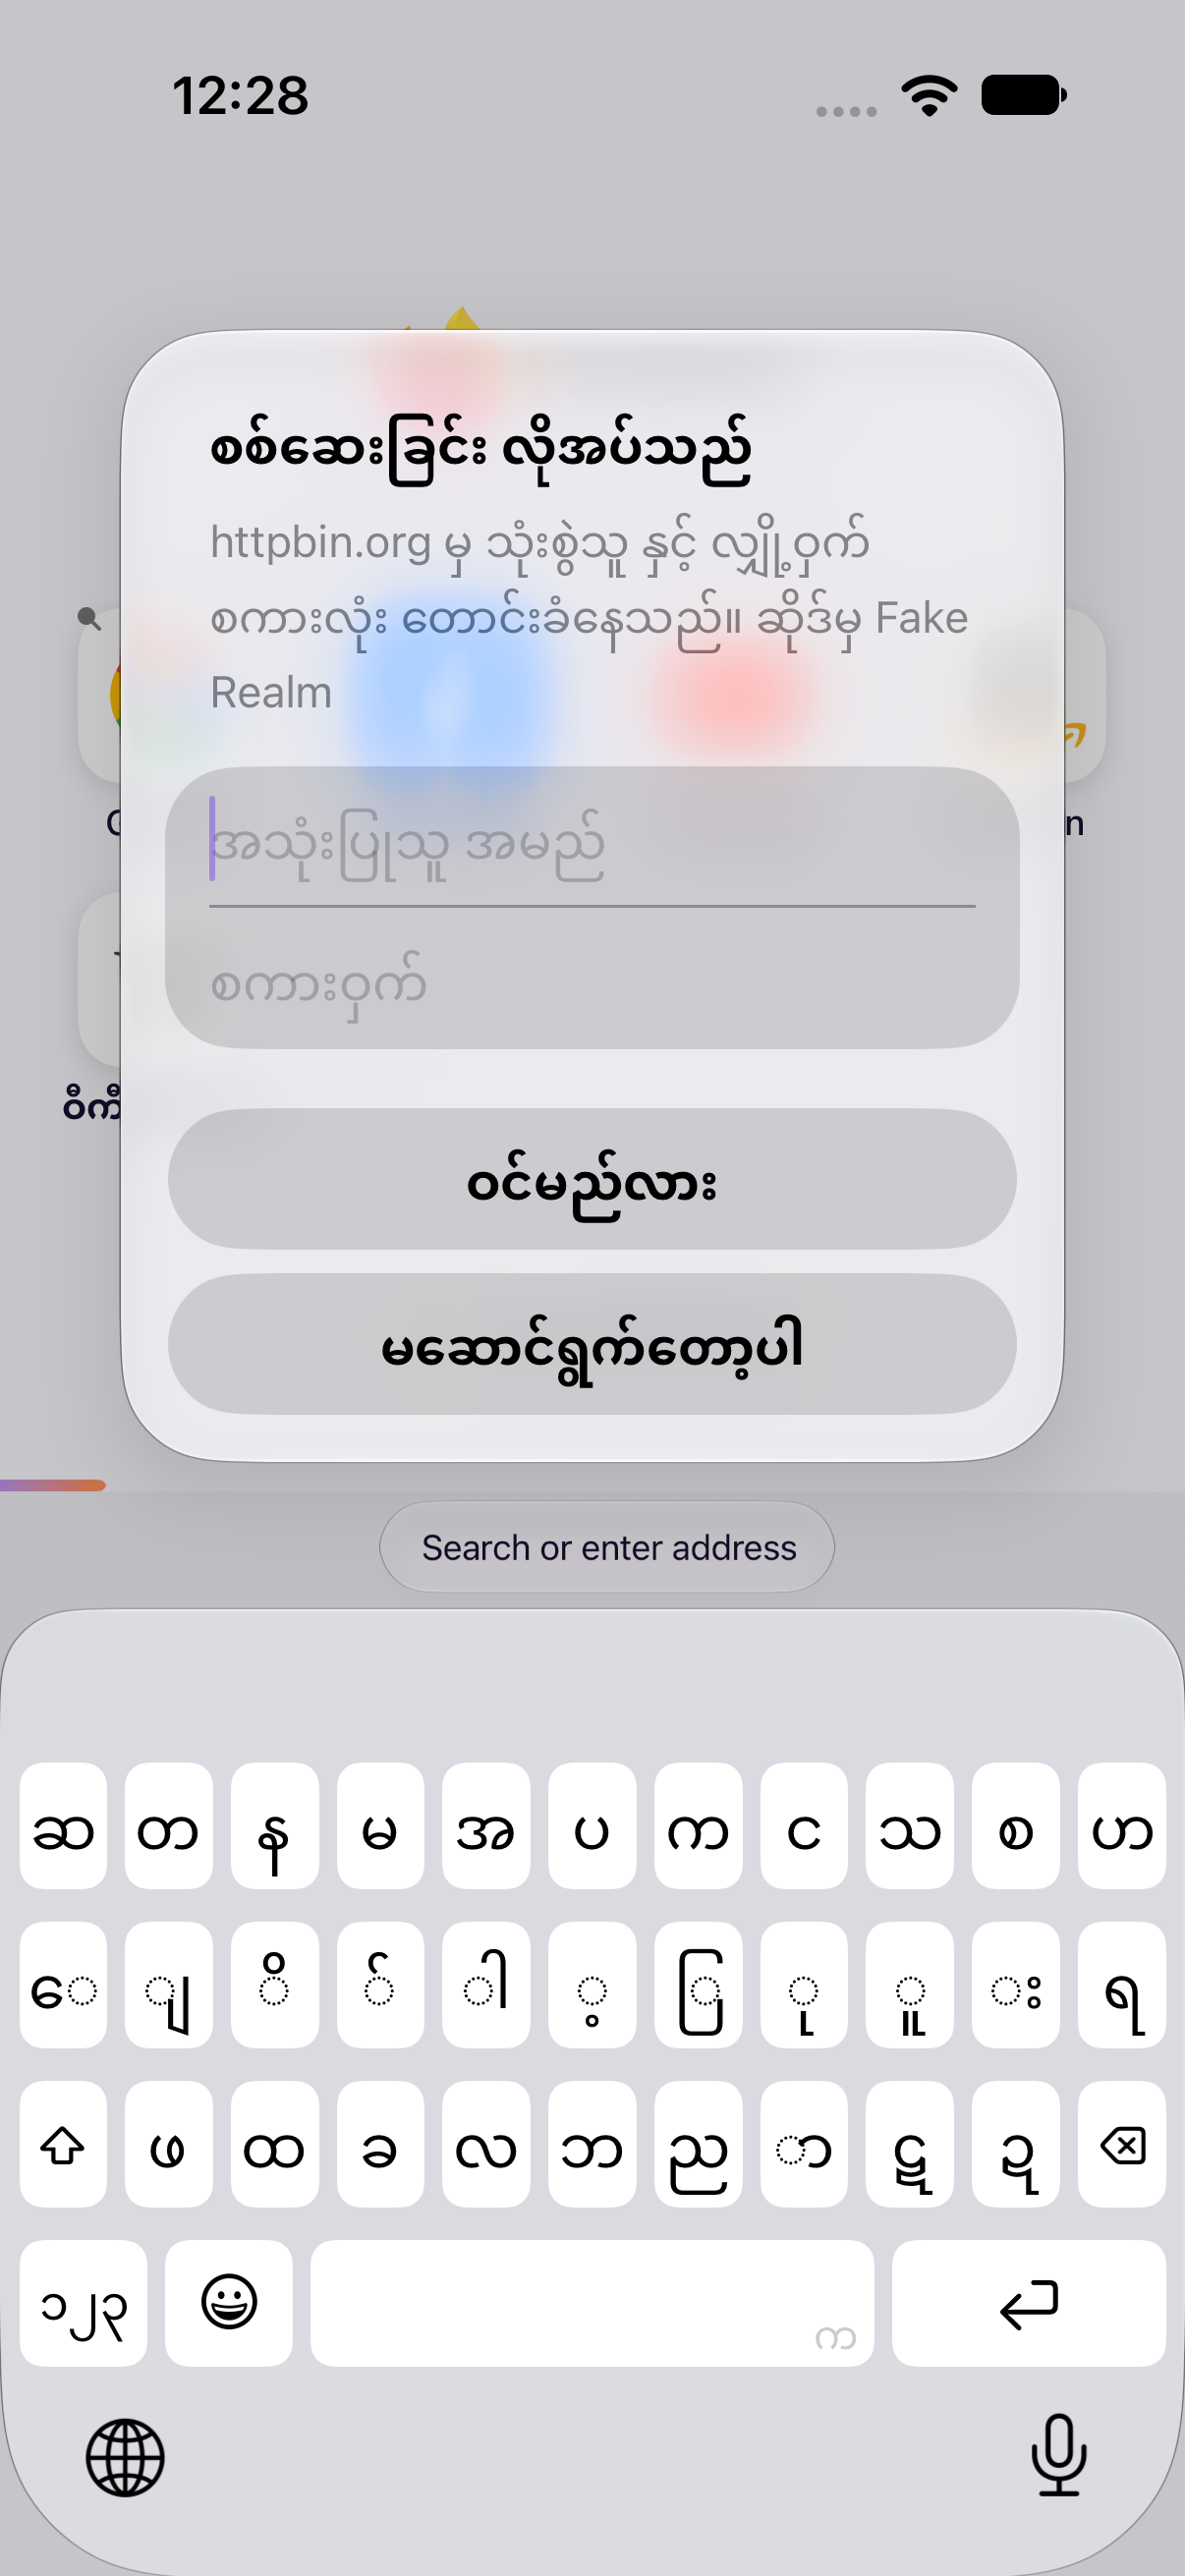 12:28
စစ်ဆေးခြင်း လိုအပ်သည်
httpbin.org မှ သုံးစွဲသူ နှင့် လျှို့ဝှက်
စကားလုံး တောင်းခံနေသည်။ ဆိုဒ်မှ Fake
Realm
အသုံးပြုသူ အမည်
n
စကားဝှက်
ဝီကီ
ဝင်မည်လား
မဆောင်ရွက်တော့ပါ
Search or enter address
ဆ တ န မ အ ပ က င သ စ ဟ
ေ ျ ိ ် ါ ့ ြ ု ူ း ရ
ဖ ထ ခ လ ဘ ည ာ ဋ ဍ
၁၂၃
က